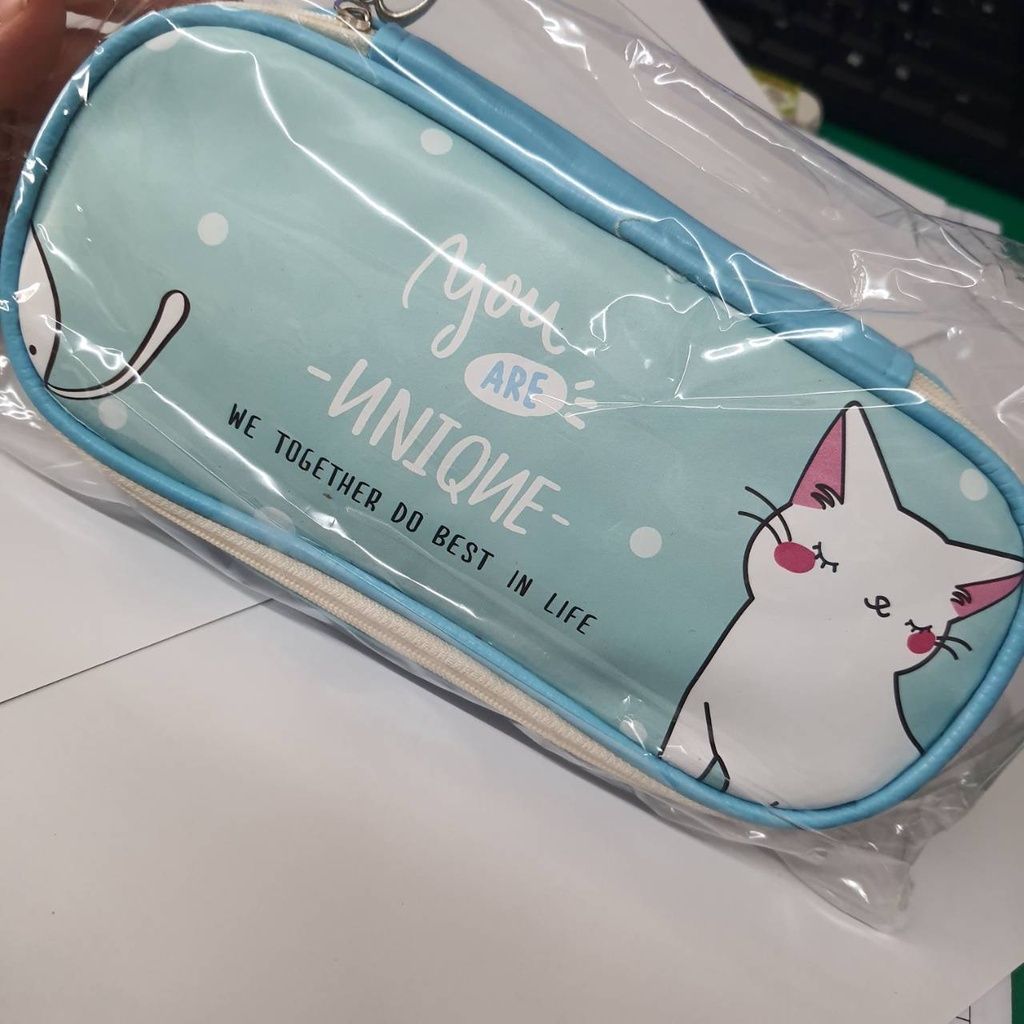 you
ARE
-UNIQUE-
WE TOGETHER DO BEST IN LIFE